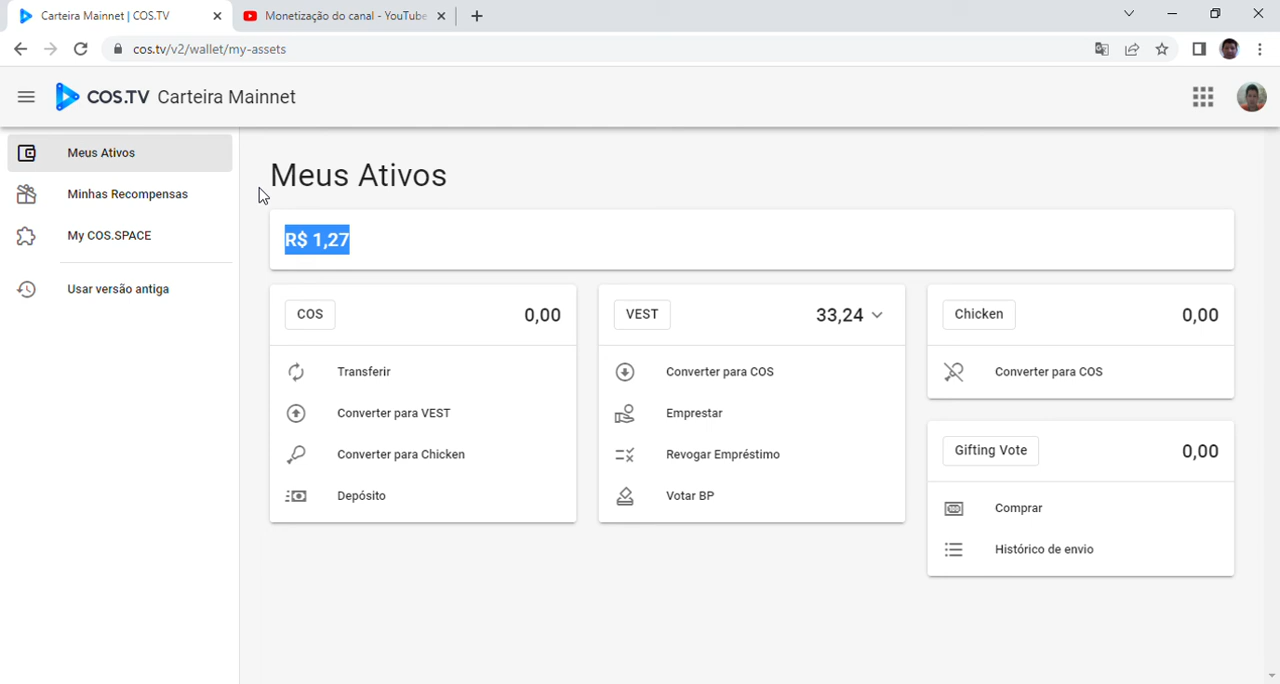 Carteira Mainnet | COS.TV
Monetização do canal - YouTube
cos.tv/v2/wallet/my-assets
COS.TV Carteira Mainnet
Meus Ativos
Minhas Recompensas
My COS.SPACE
Usar versão antiga
Meus Ativos
R$ 1,27
COS 0,00
Transferir
Converter para VEST
Converter para Chicken
Depósito
VEST 33,24
Converter para COS
Emprestar
Revogar Empréstimo
Votar BP
Chicken 0,00
Converter para COS
Gifting Vote 0,00
Comprar
Histórico de envio